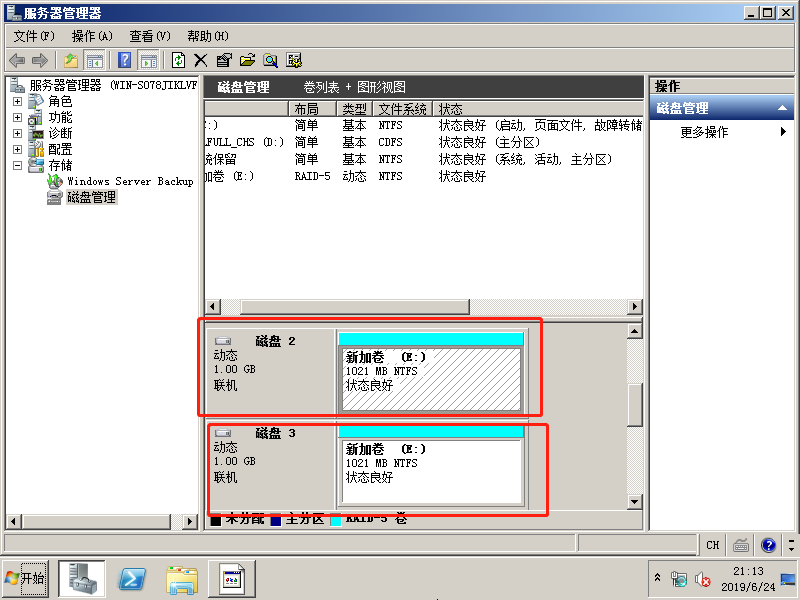 服务器管理器
文件(F) 操作(A) 查看(V) 帮助(H)
服务器管理器 (WIN-SO78JIKLVF
角色
功能
诊断
配置
存储
Windows Server Backup
磁盘管理
磁盘管理 卷列表 + 图形视图
布局 类型 文件系统 状态
:) 简单 基本 NTFS 状态良好 (启动, 页面文件, 故障转储
FULL_CHS (D:) 简单 基本 CDFS 状态良好 (主分区)
统保留 简单 基本 NTFS 状态良好 (系统, 活动, 主分区)
加卷 (E:) RAID-5 动态 NTFS 状态良好
磁盘 2
动态
1.00 GB
联机
新加卷 (E:)
1021 MB NTFS
状态良好
磁盘 3
动态
1.00 GB
联机
新加卷 (E:)
1021 MB NTFS
状态良好
未分配 主分区 RAID-5 卷
操作
磁盘管理
更多操作
CH
开始
21:13
2019/6/24